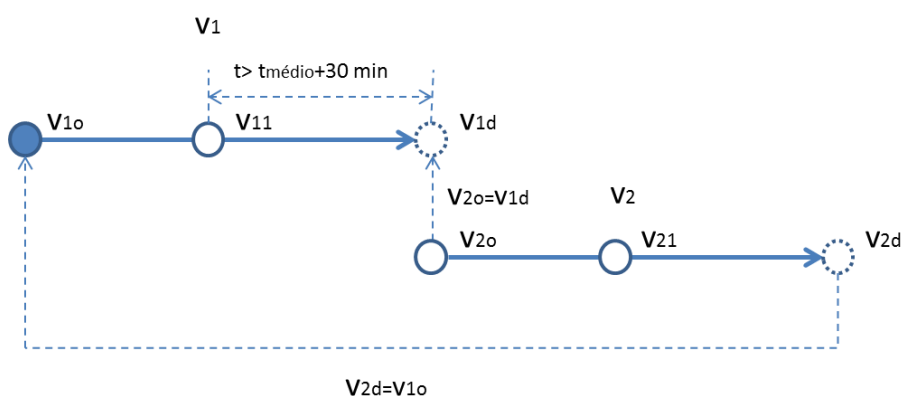 V1
t> tmédio+30 min
V1o
V11
V1d
V2o=V1d
V2
V2o
V21
V2d
V2d=V1o